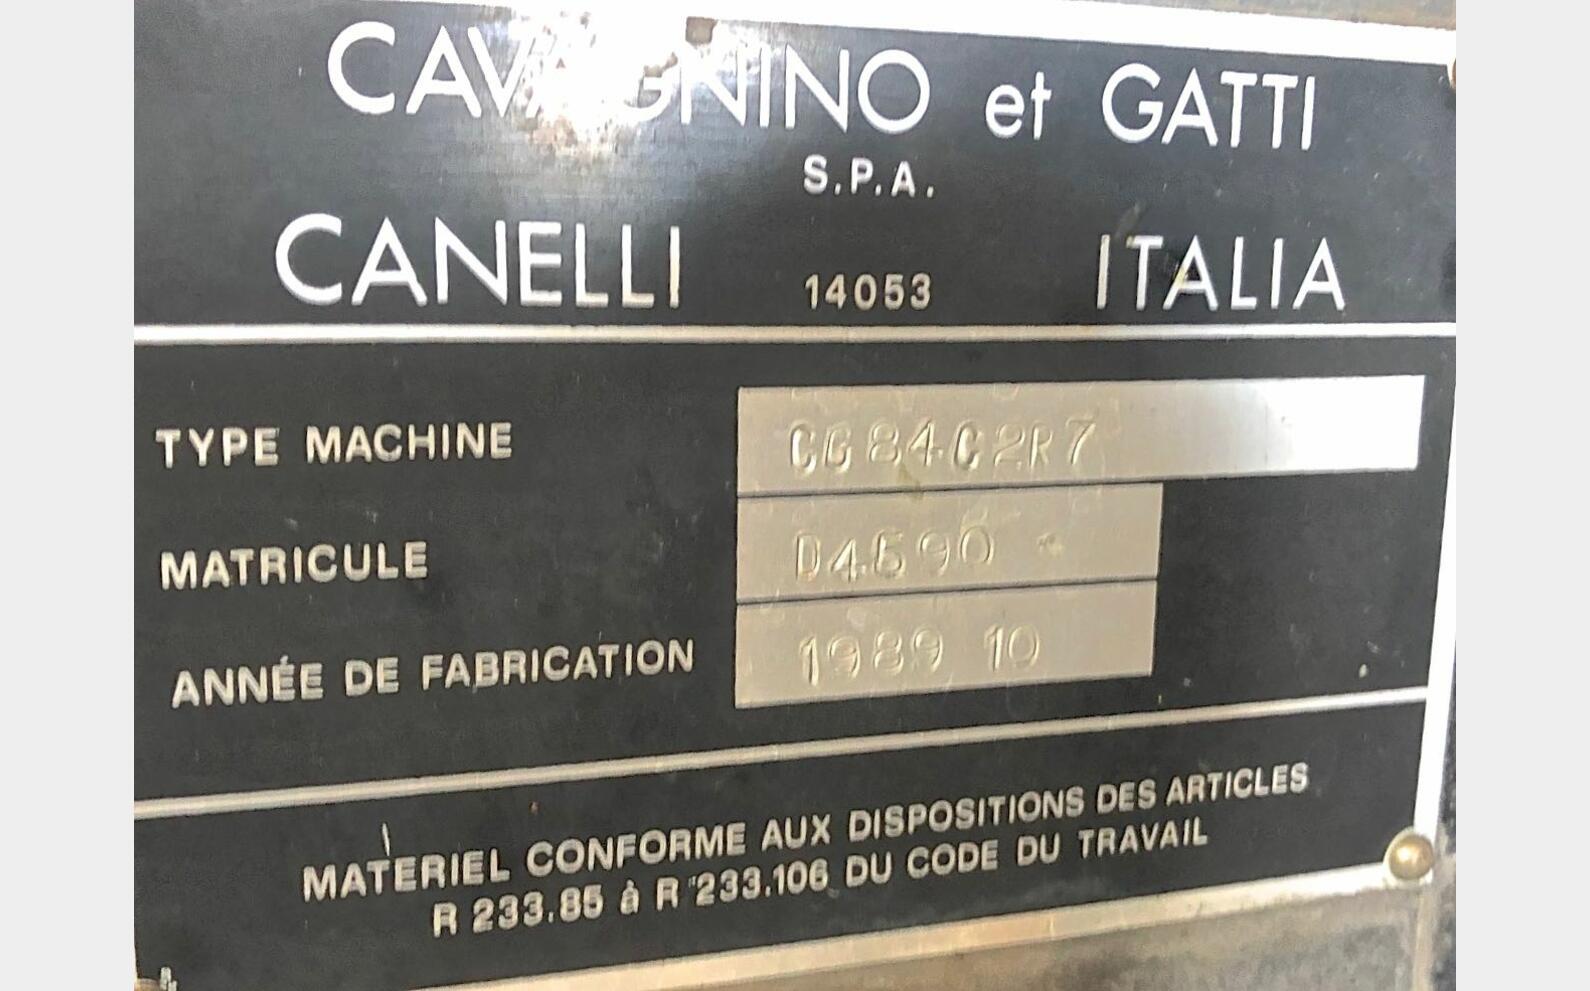 CAVAGNINO et GATTI
S.P.A.
CANELLI 14053 ITALIA
TYPE MACHINE CG84C2R7
MATRICULE
ANNÉE DE FABRICATION 1989 10
MATERIEL CONFORME AUX DISPOSITIONS DES ARTICLES
R 233.85 à R 233.106 DU CODE DU TRAVAIL